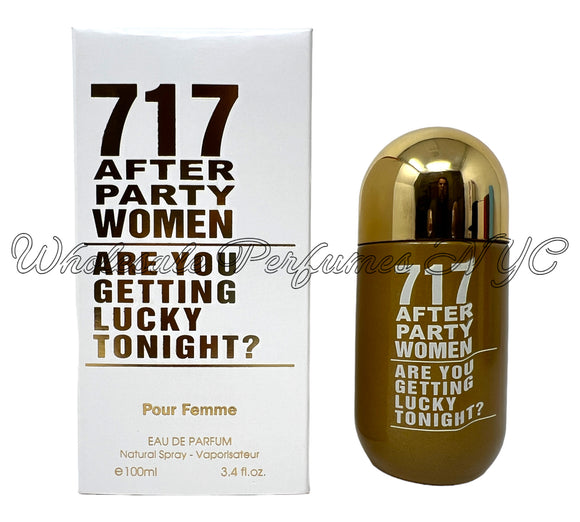 717
AFTER
PARTY
WOMEN
ARE YOU
GETTING
LUCKY
TONIGHT?
Pour Femme
EAU DE PARFUM
Natural Spray - Vaporisateur
℮100ml 3.4 fl.oz.
717
AFTER
PARTY
WOMEN
ARE YOU
GETTING
LUCKY
TONIGHT?
Wholesale Perfumes NYC